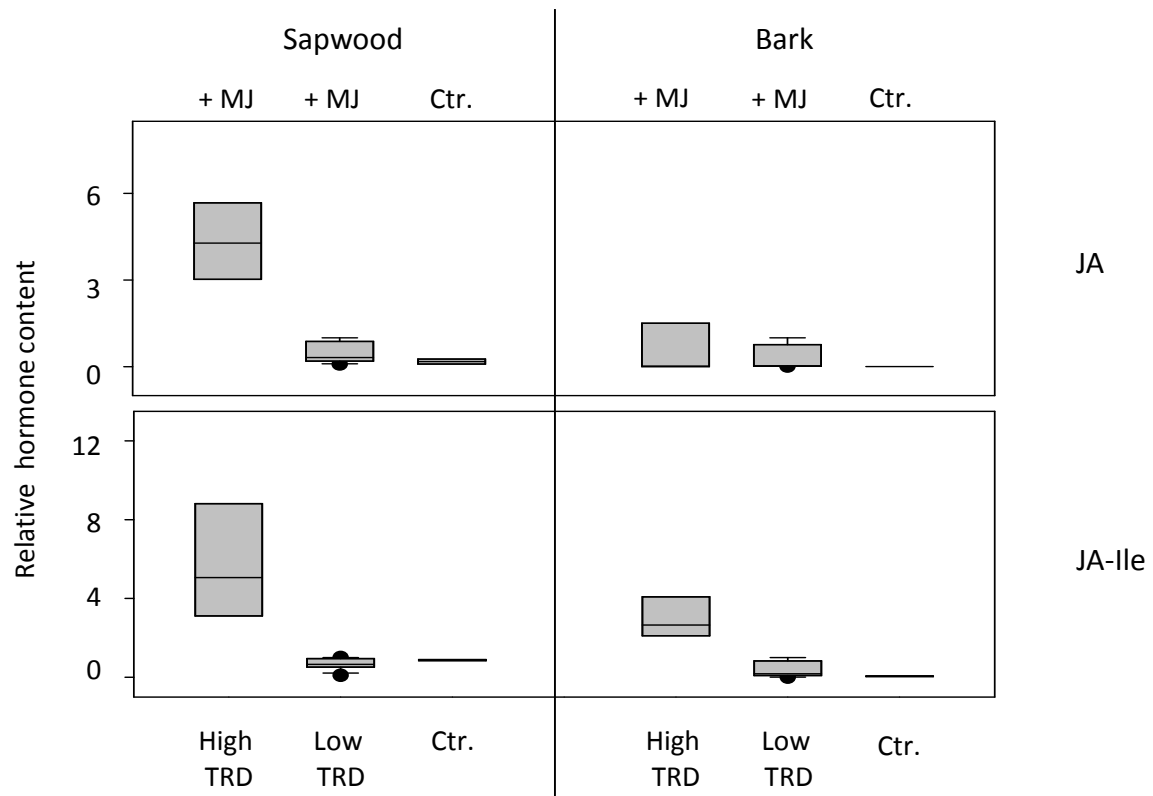 Sapwood
Bark
+ MJ + MJ Ctr.
+ MJ + MJ Ctr.
6
3
0
JA
12
8
4
0
JA-Ile
Relative hormone content
High Low Ctr.
TRD TRD
High Low Ctr.
TRD TRD